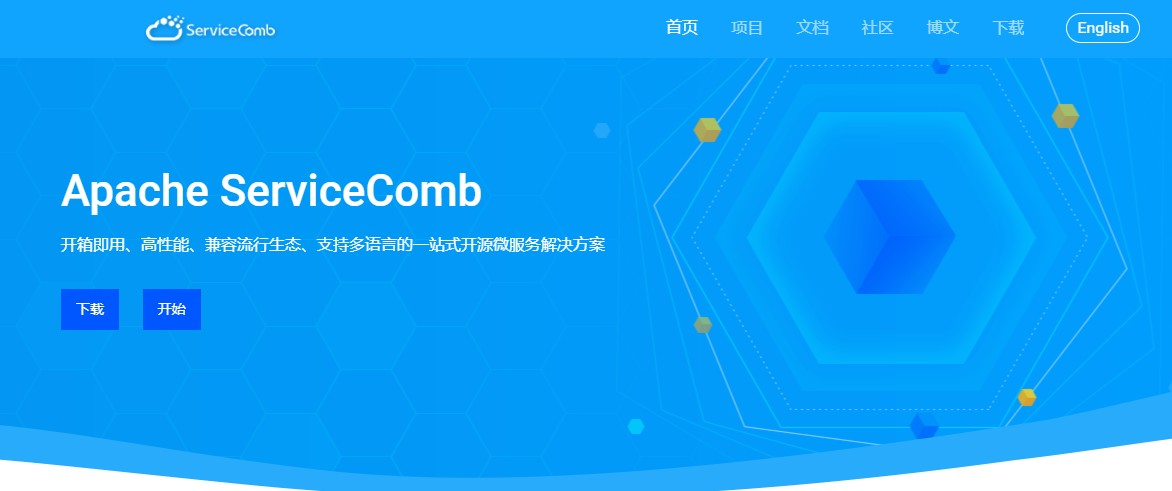 ServiceComb
首页 项目 文档 社区 博文 下载 English
Apache ServiceComb
开箱即用、高性能、兼容流行生态、支持多语言的一站式开源微服务解决方案
下载 开始